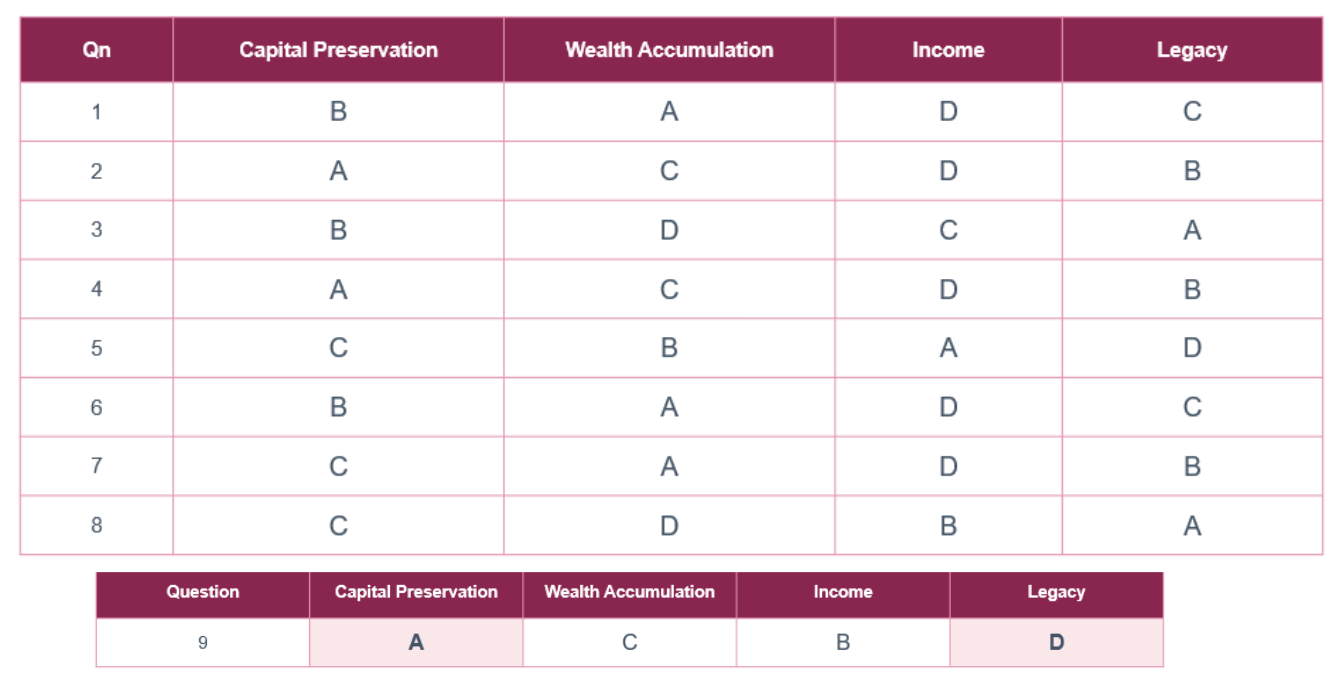 Qn Capital Preservation Wealth Accumulation Income Legacy
1 B A D C
2 A C D B
3 B D C A
4 A C D B
5 C B A D
6 B A D C
7 C A D B
8 C D B A
Question Capital Preservation Wealth Accumulation Income Legacy
9 A C B D